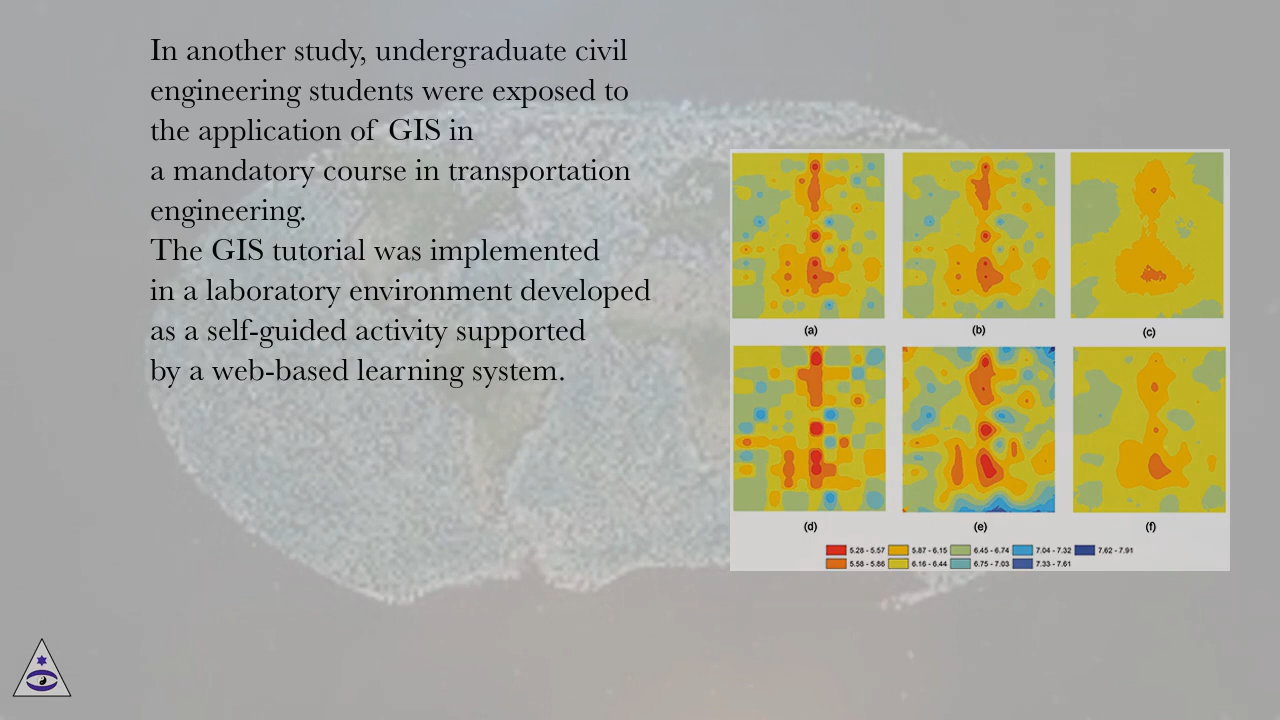 In another study, undergraduate civil
engineering students were exposed to
the application of GIS in
a mandatory course in transportation
engineering.
The GIS tutorial was implemented
in a laboratory environment developed
as a self-guided activity supported
by a web-based learning system.
(a) (b) (c)
(d) (e) (f)
5.28 - 5.57 5.87 - 6.15 6.45 - 6.74 7.04 - 7.32 7.62 - 7.91
5.58 - 5.86 6.16 - 6.44 6.75 - 7.03 7.33 - 7.61